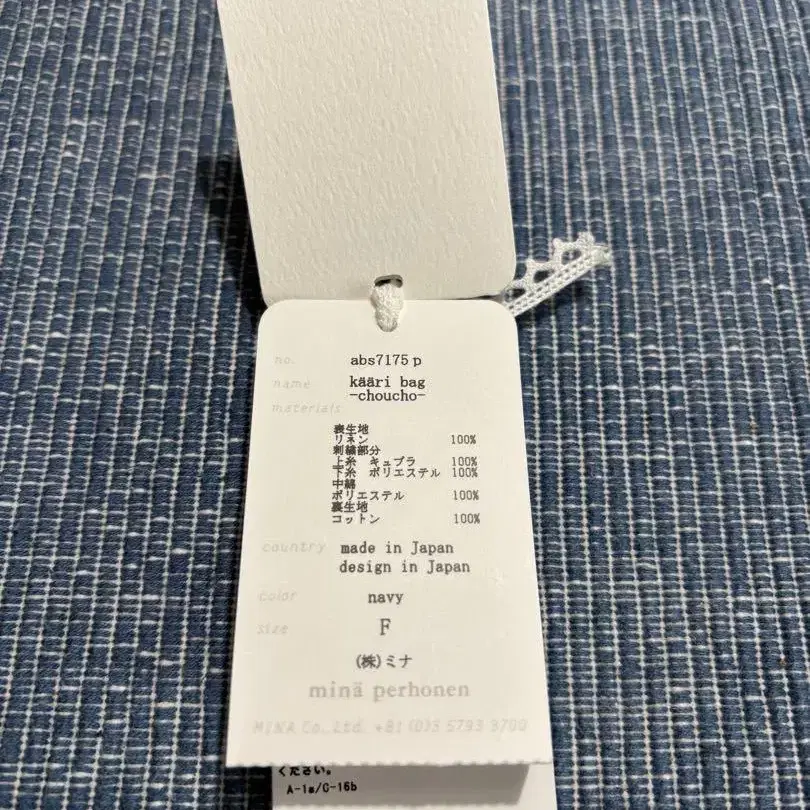 no. abs7175 p
name kääri bag
-choucho-
materials
表生地
リネン 100%
刺繍部分
上糸 キュプラ 100%
下糸 ポリエステル 100%
中綿
ポリエステル 100%
裏生地
コットン 100%
country made in Japan
design in Japan
color navy
size F
(株)ミナ
minä perhonen
MINA Co., Ltd. +81 (0)3 5793 3700
ください。
A-1a/C-16b